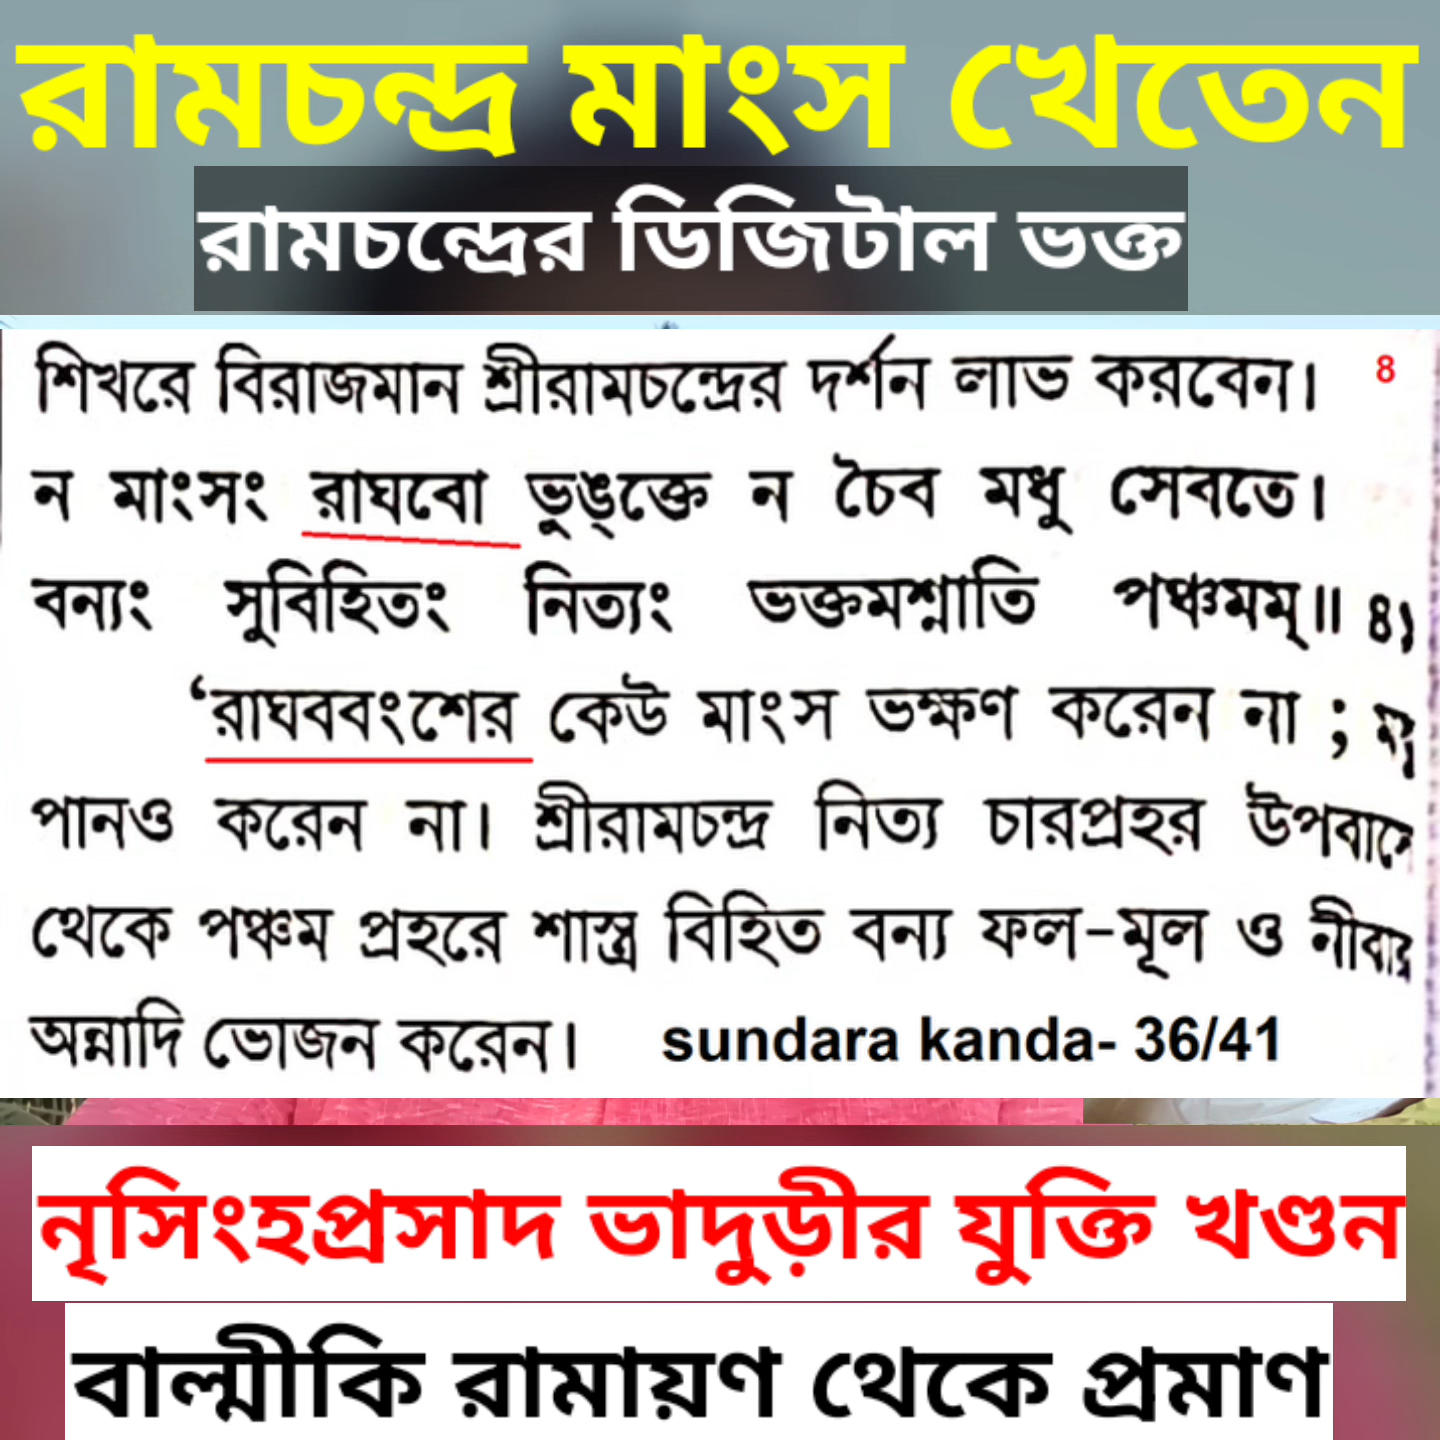 রামচন্দ্র মাংস খেতেন
রামচন্দ্রের ডিজিটাল ভক্ত
শিখরে বিরাজমান শ্রীরামচন্দ্রের দর্শন লাভ করবেন। 8
ন মাংসং রাঘবো ভুঙ্ক্তে ন চৈব মধু সেবতে।
বন্যং সুবিহিতং নিত্যং ভক্তমশ্নাতি পঞ্চমম্॥ ৪১
‘রাঘববংশের কেউ মাংস ভক্ষণ করেন না ;
পানও করেন না। শ্রীরামচন্দ্র নিত্য চারপ্রহর উপবাসে
থেকে পঞ্চম প্রহরে শাস্ত্র বিহিত বন্য ফল-মূল ও নীবার
অন্নাদি ভোজন করেন। sundara kanda- 36/41
নৃসিংহপ্রসাদ ভাদুড়ীর যুক্তি খণ্ডন
বাল্মীকি রামায়ণ থেকে প্রমাণ